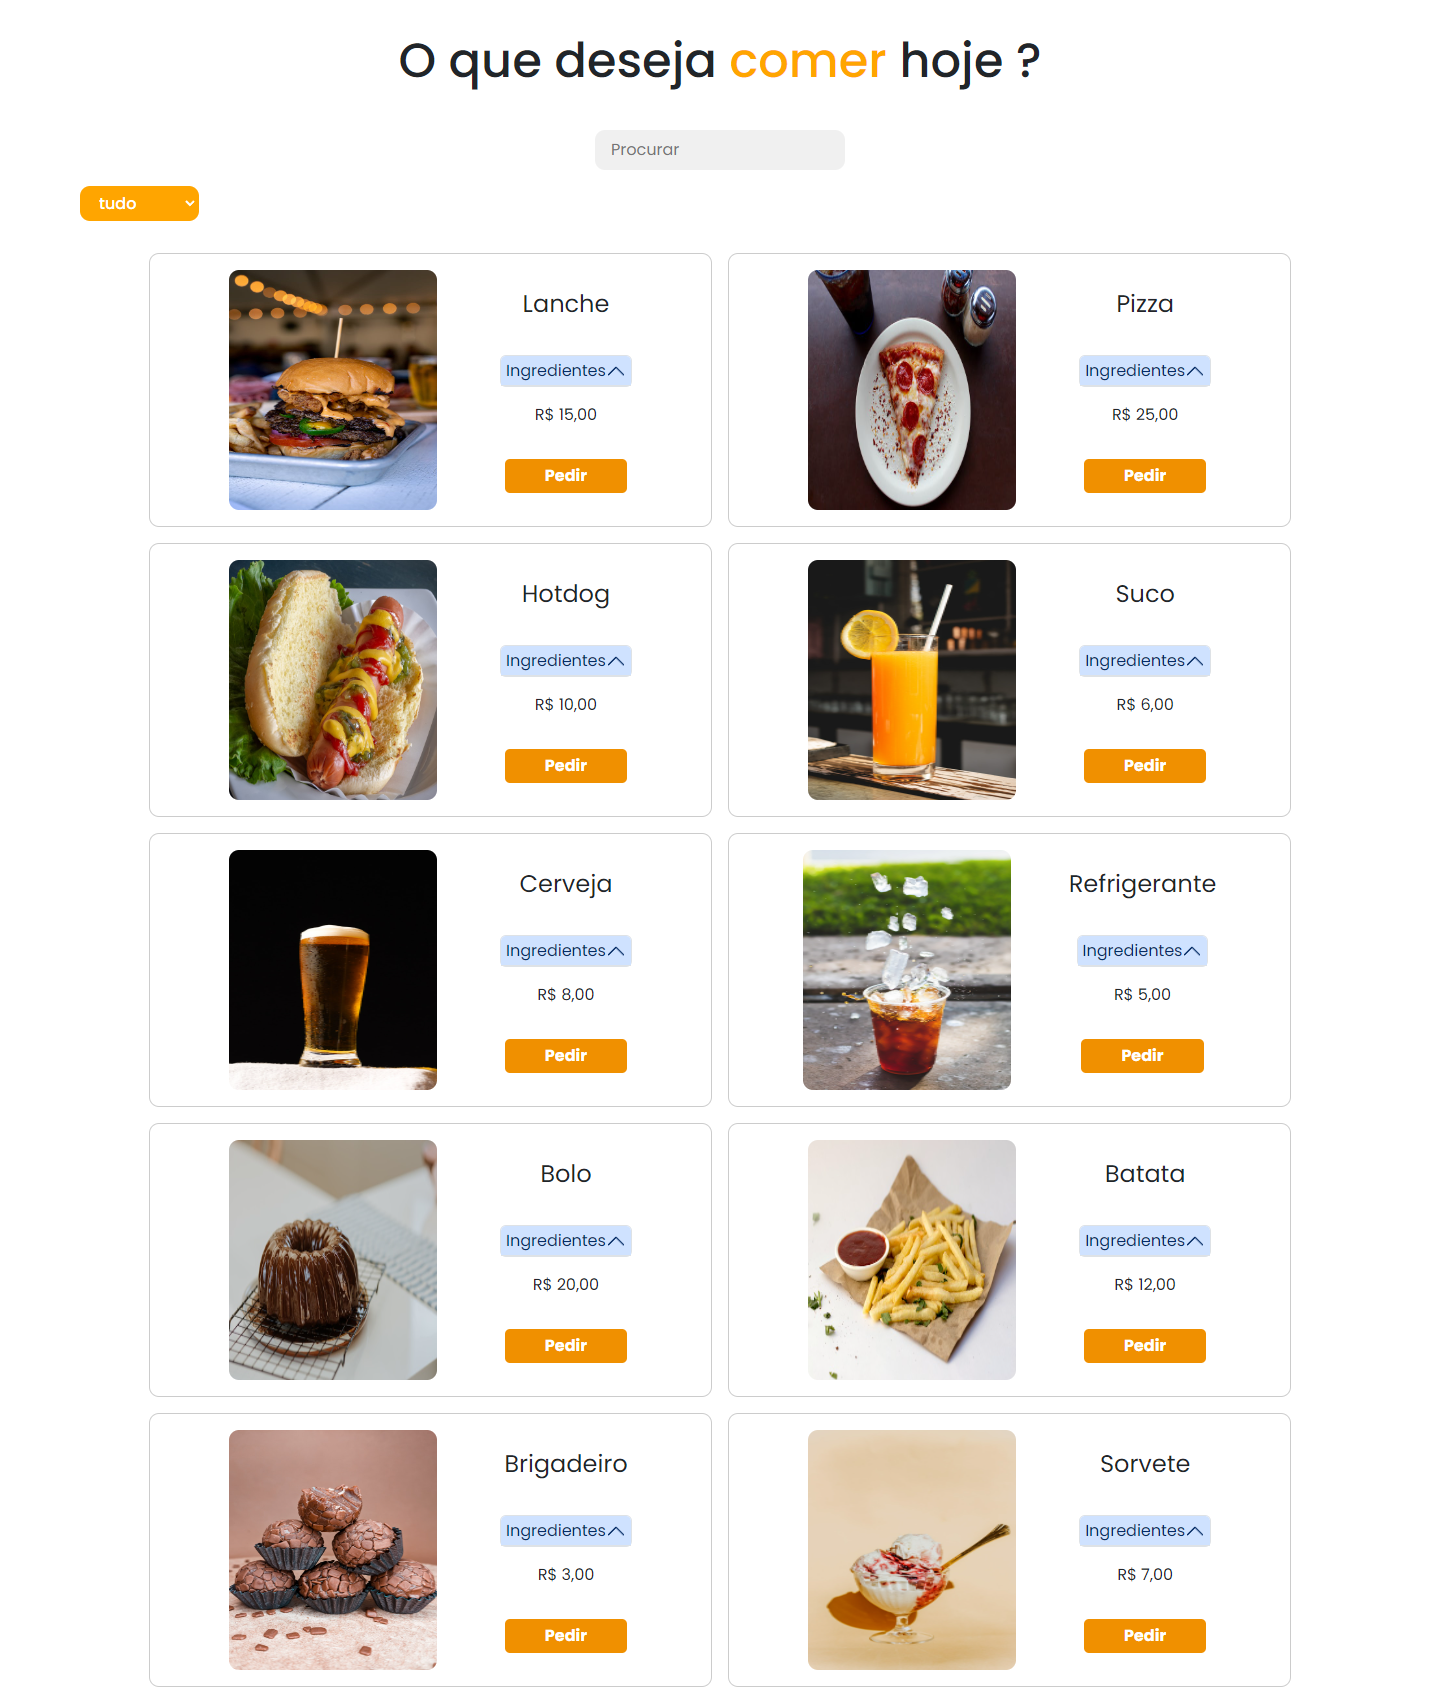 O que deseja comer hoje ?
Procurar
tudo
Lanche
Ingredientes
R$ 15,00
Pedir
Pizza
Ingredientes
R$ 25,00
Pedir
Hotdog
Ingredientes
R$ 10,00
Pedir
Suco
Ingredientes
R$ 6,00
Pedir
Cerveja
Ingredientes
R$ 8,00
Pedir
Refrigerante
Ingredientes
R$ 5,00
Pedir
Bolo
Ingredientes
R$ 20,00
Pedir
Batata
Ingredientes
R$ 12,00
Pedir
Brigadeiro
Ingredientes
R$ 3,00
Pedir
Sorvete
Ingredientes
R$ 7,00
Pedir